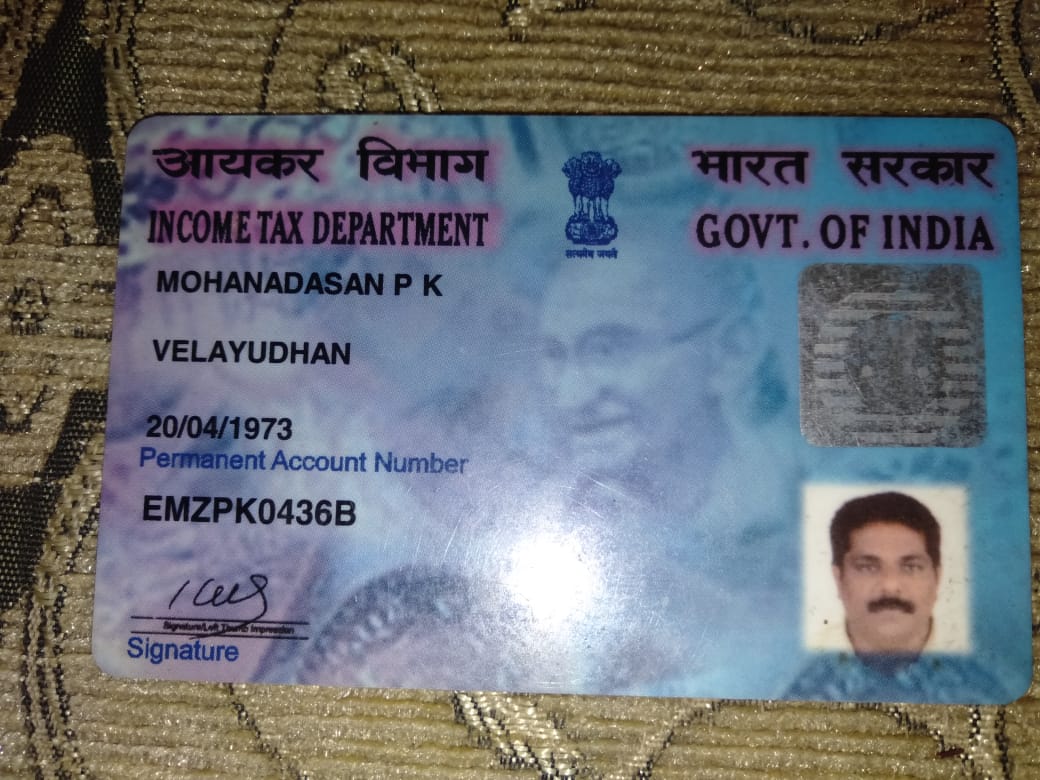 आयकर विभाग
INCOME TAX DEPARTMENT
सत्यमेव जयते
भारत सरकार
GOVT. OF INDIA
MOHANADASAN P K
VELAYUDHAN
20/04/1973
Permanent Account Number
EMZPK0436B
Signature/Left Thumb Impression
Signature